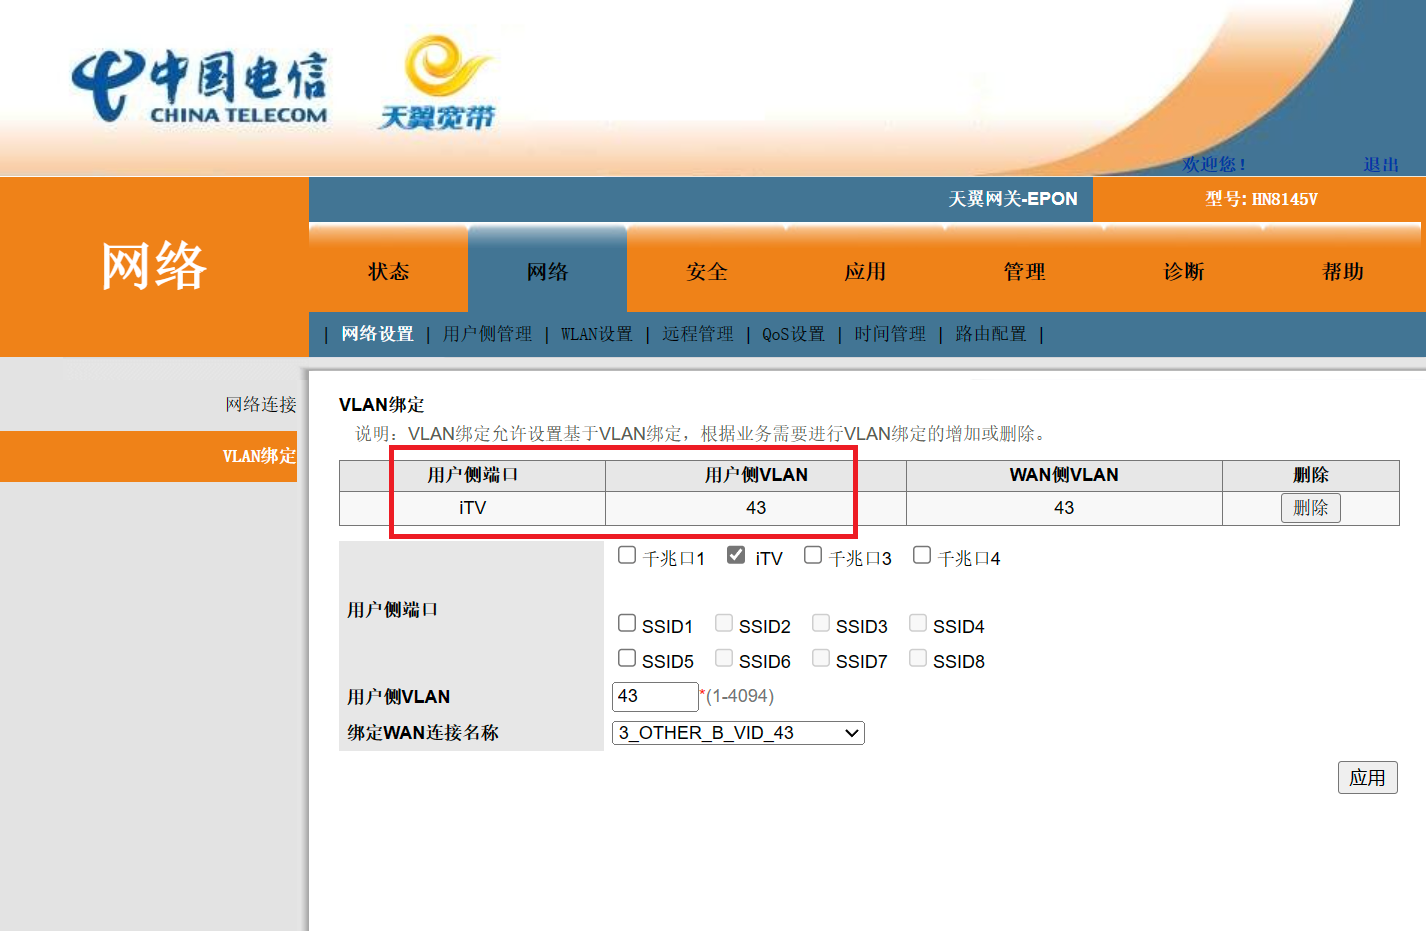 中国电信
CHINA TELECOM
天翼宽带
欢迎您! 退出
天翼网关-EPON 型号: HN8145V
网络
状态 网络 安全 应用 管理 诊断 帮助
| 网络设置 | 用户侧管理 | WLAN设置 | 远程管理 | QoS设置 | 时间管理 | 路由配置 |
网络连接
VLAN绑定
VLAN绑定
说明：VLAN绑定允许设置基于VLAN绑定，根据业务需要进行VLAN绑定的增加或删除。
用户侧端口 用户侧VLAN WAN侧VLAN 删除
iTV 43 43 删除
用户侧端口
千兆口1 iTV 千兆口3 千兆口4
SSID1 SSID2 SSID3 SSID4
SSID5 SSID6 SSID7 SSID8
用户侧VLAN 43 *(1-4094)
绑定WAN连接名称 3_OTHER_B_VID_43
应用